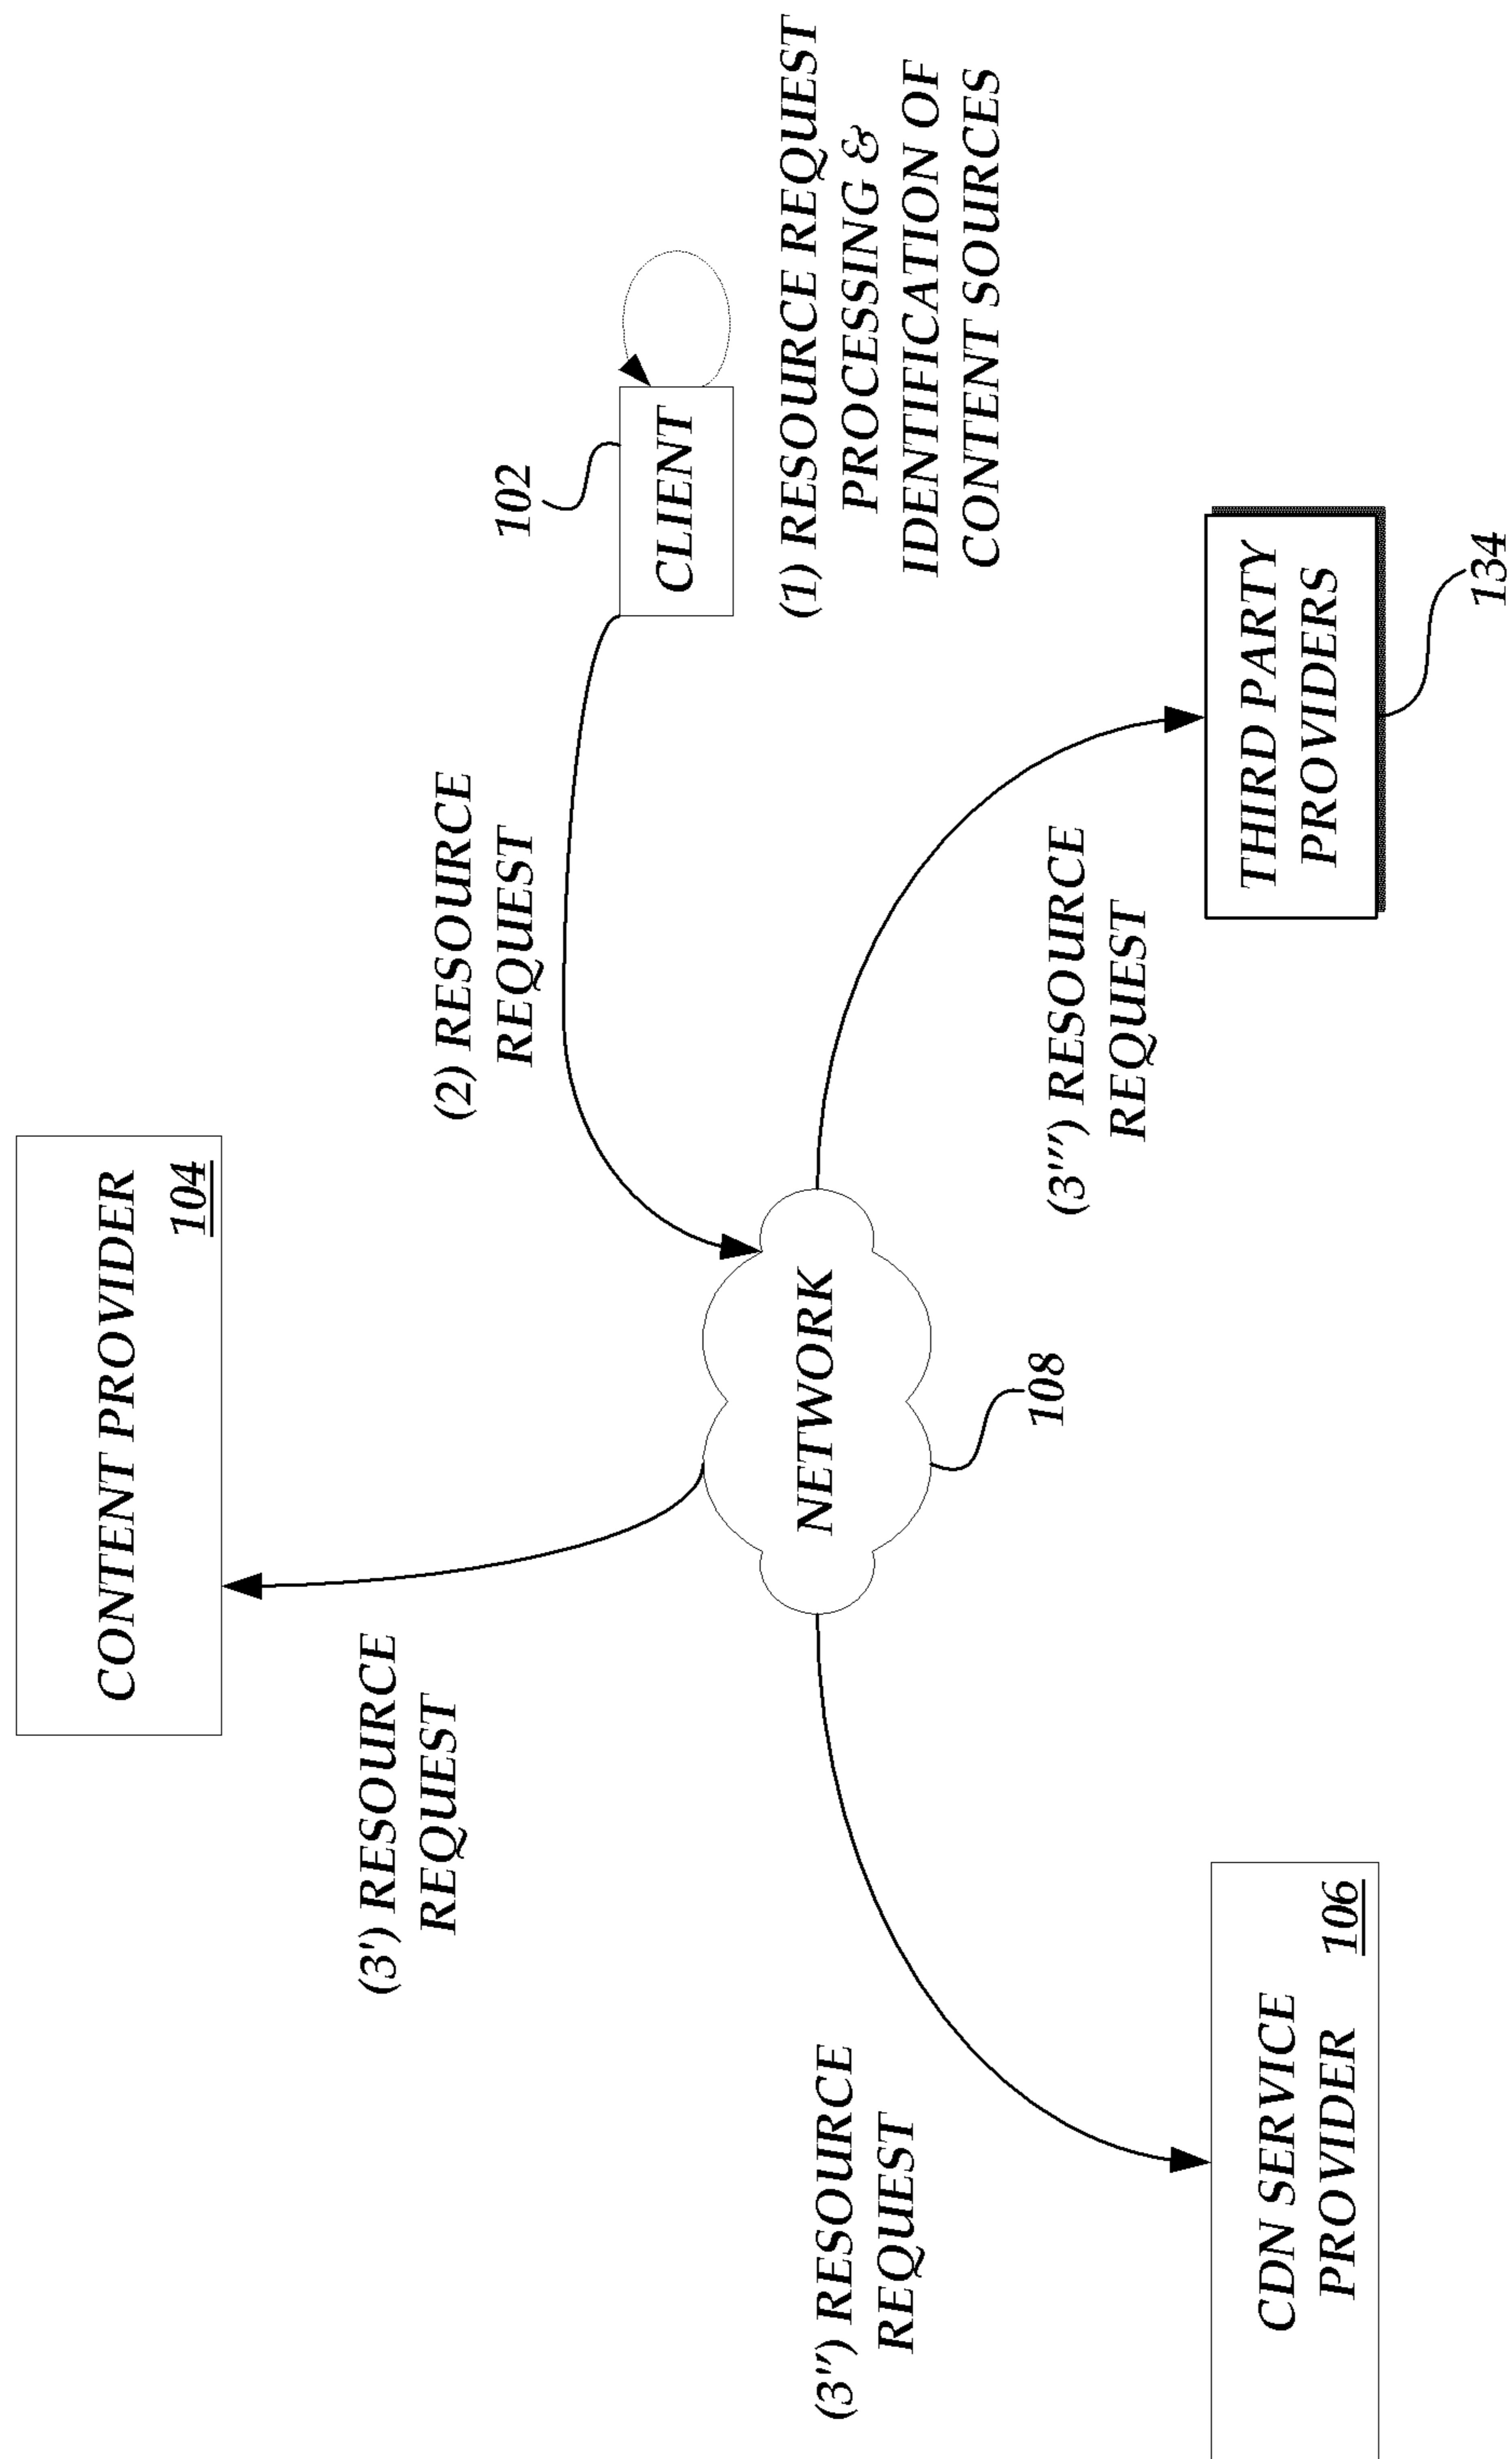 CONTENT PROVIDER
104
(3') RESOURCE
REQUEST
(2) RESOURCE
REQUEST
102
CLIENT
(1) RESOURCE REQUEST
PROCESSING &
IDENTIFICATION OF
CONTENT SOURCES
NETWORK
108
(3'') RESOURCE
REQUEST
(3''') RESOURCE
REQUEST
CDN SERVICE
PROVIDER
106
THIRD PARTY
PROVIDERS
134